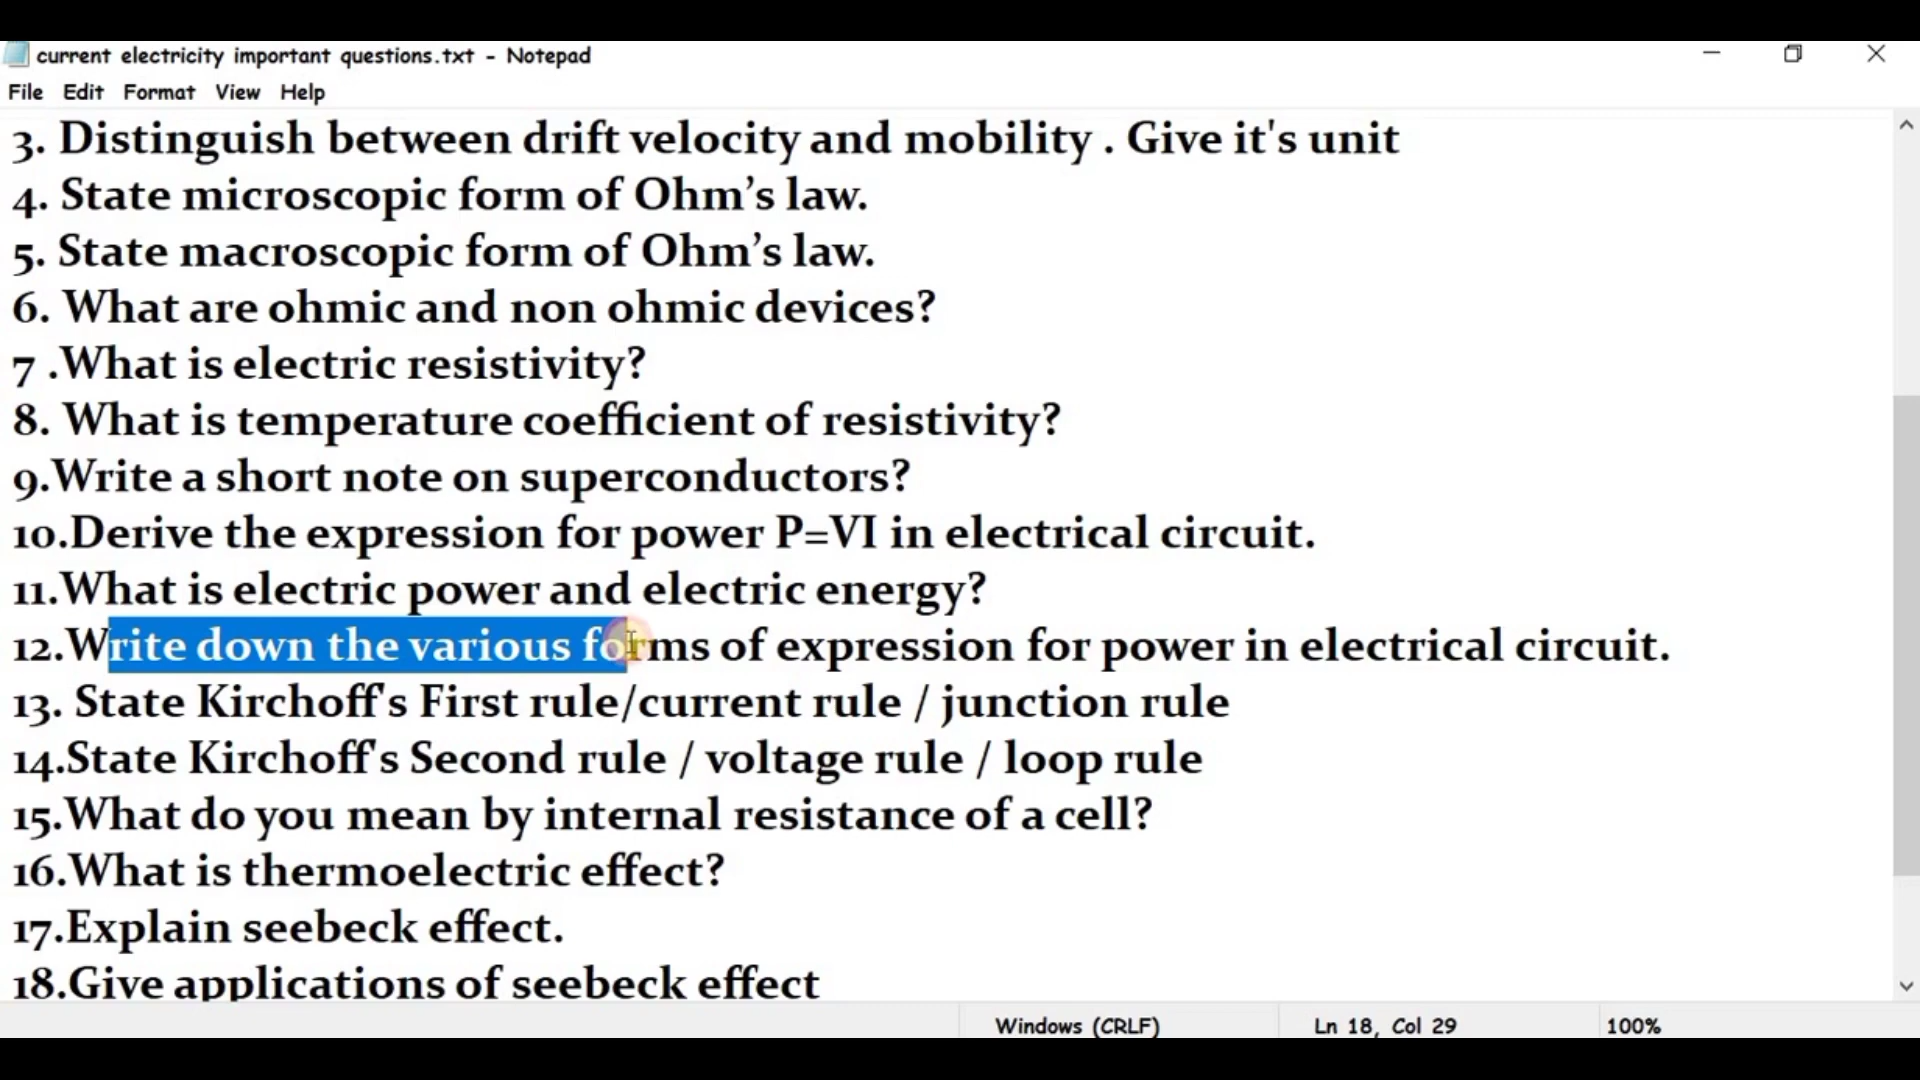 current electricity important questions.txt - Notepad
File Edit Format View Help
3. Distinguish between drift velocity and mobility . Give it's unit
4. State microscopic form of Ohm’s law.
5. State macroscopic form of Ohm’s law.
6. What are ohmic and non ohmic devices?
7 .What is electric resistivity?
8. What is temperature coefficient of resistivity?
9.Write a short note on superconductors?
10.Derive the expression for power P=VI in electrical circuit.
11.What is electric power and electric energy?
12.Write down the various forms of expression for power in electrical circuit.
13. State Kirchoff's First rule/current rule / junction rule
14.State Kirchoff's Second rule / voltage rule / loop rule
15.What do you mean by internal resistance of a cell?
16.What is thermoelectric effect?
17.Explain seebeck effect.
18.Give applications of seebeck effect
Windows (CRLF) Ln 18, Col 29 100%